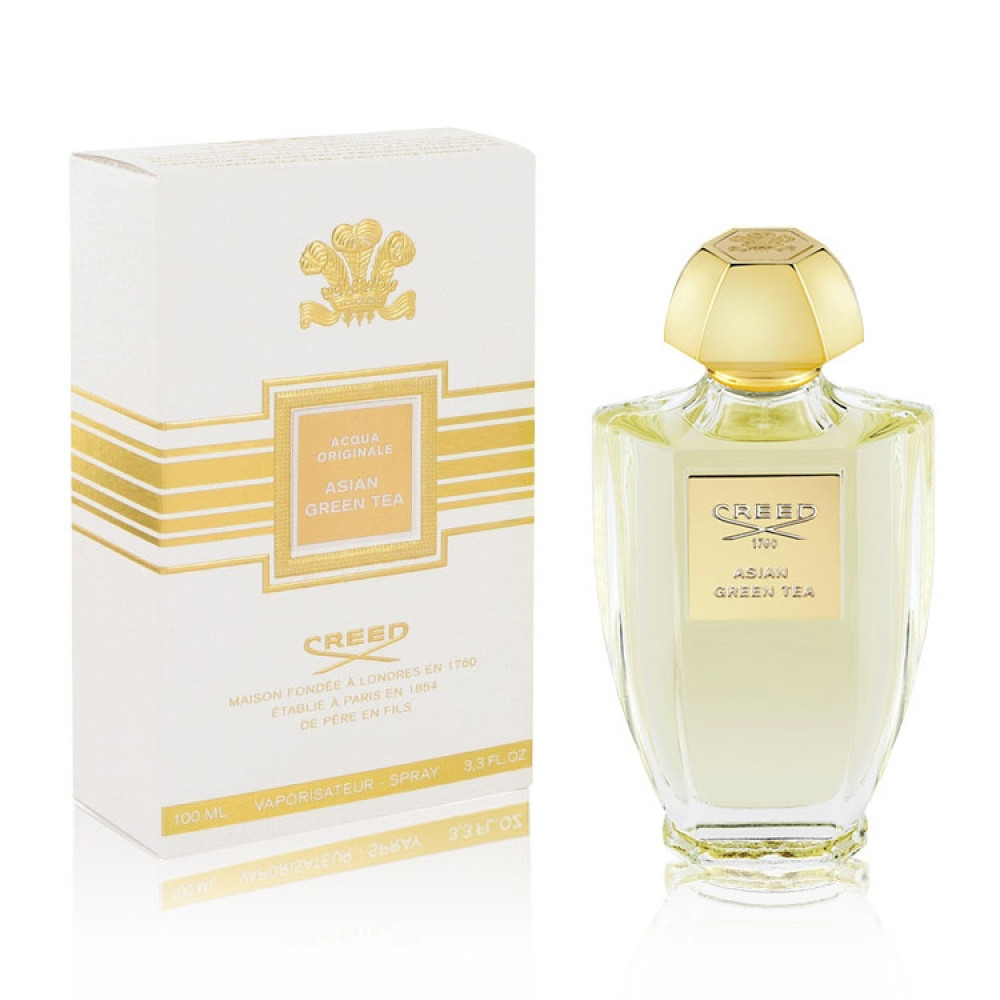 ACQUA
ORIGINALE
ASIAN
GREEN TEA
CREED
MAISON FONDÉE À LONDRES EN 1760
ÉTABLIE À PARIS EN 1854
DE PÉRE EN FILS
100 ML VAPORISATEUR - SPRAY 3,3 FL.OZ
CREED
1760
ASIAN
GREEN TEA